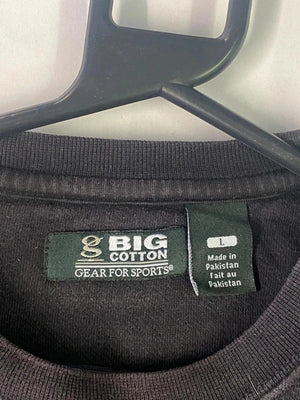 g BIG
COTTON
GEAR FOR SPORTS®
L
Made in
Pakistan
Fait au
Pakistan